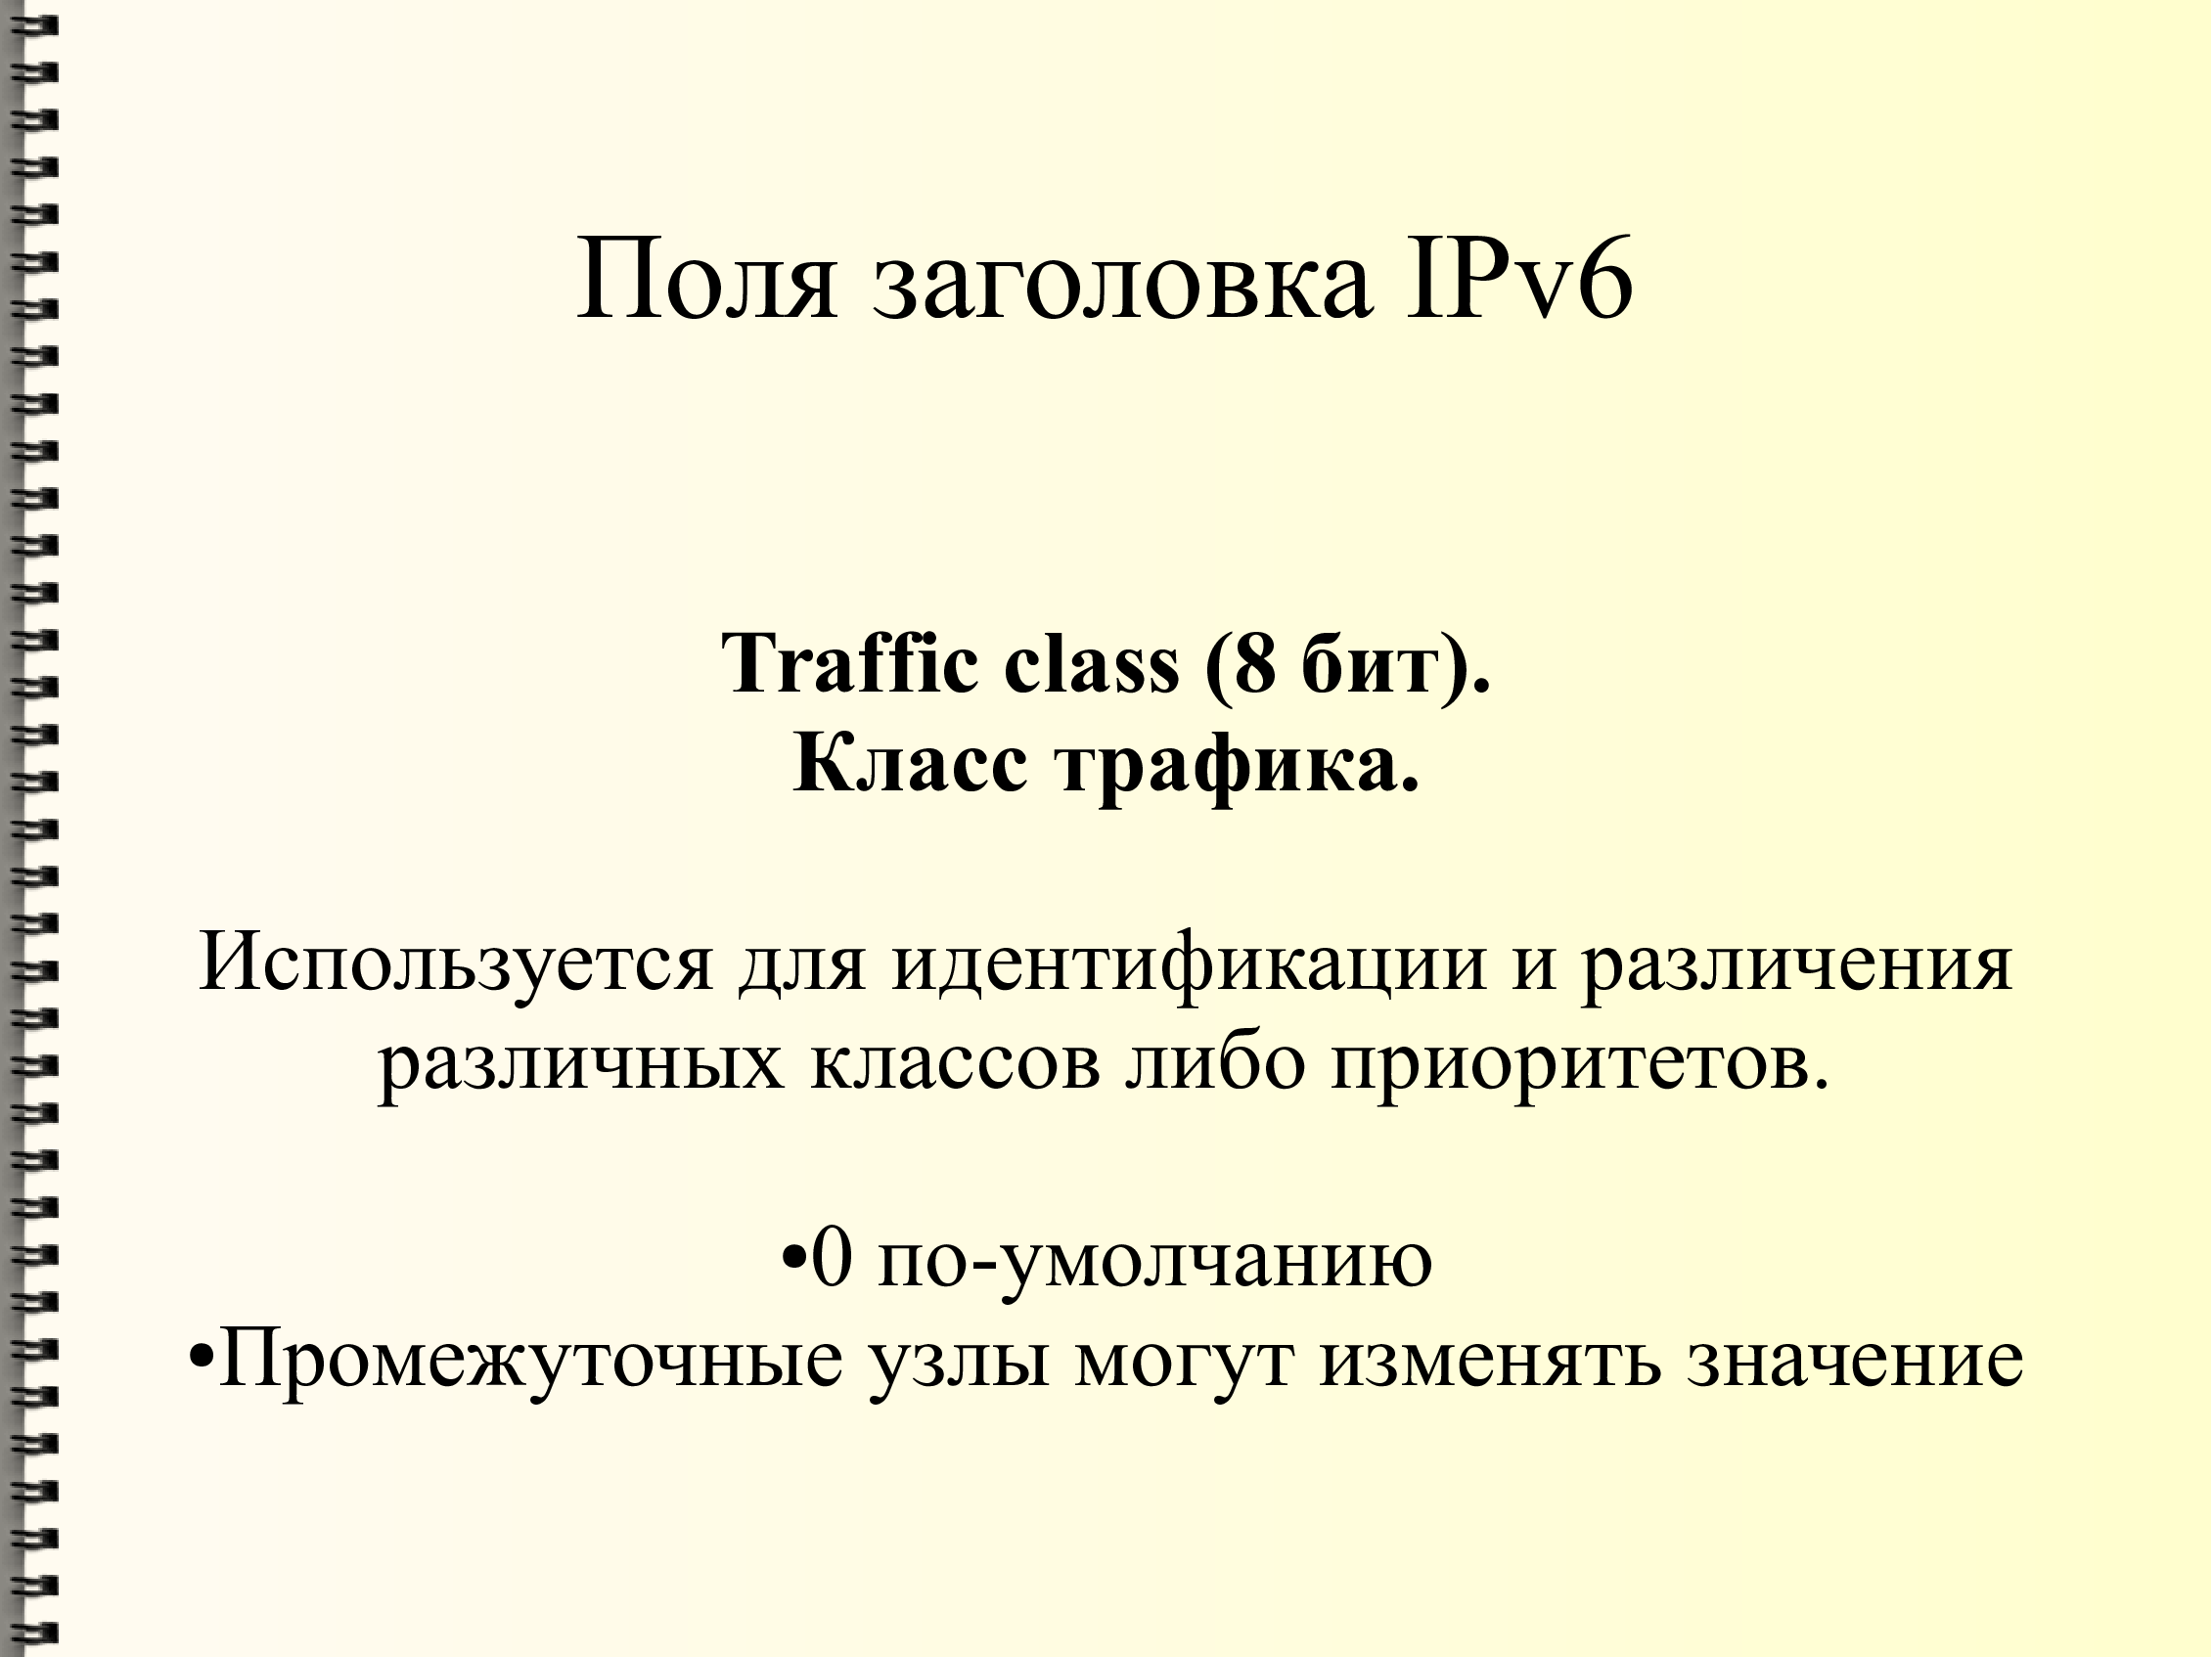 Поля заголовка IPv6
Traffic class (8 бит).
Класс трафика.
Используется для идентификации и различения
различных классов либо приоритетов.
•0 по-умолчанию
•Промежуточные узлы могут изменять значение